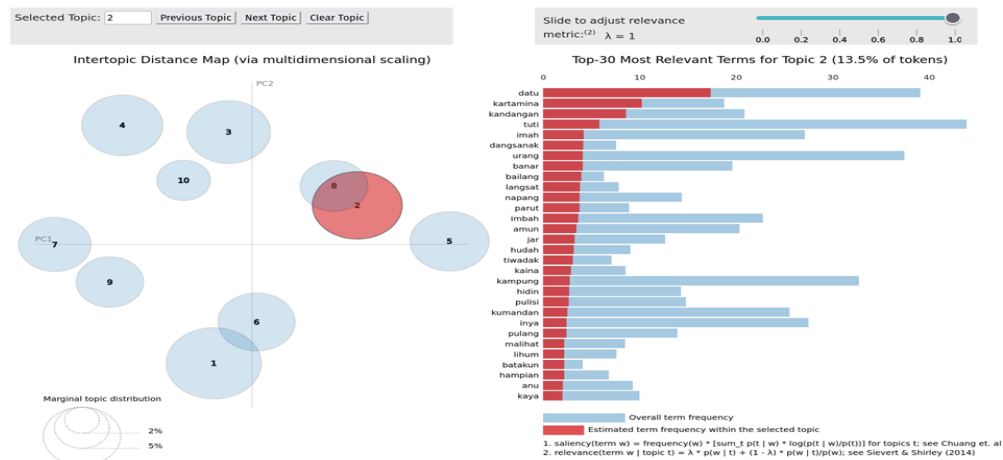 Selected Topic: 2 Previous Topic Next Topic Clear Topic
Slide to adjust relevance
metric:(2) λ = 1
0.0 0.2 0.4 0.6 0.8 1.0
Intertopic Distance Map (via multidimensional scaling)
PC2
PC1
4
3
10
8
2
7
5
9
6
1
Marginal topic distribution
2%
5%
Top-30 Most Relevant Terms for Topic 2 (13.5% of tokens)
0 10 20 30 40
datu
kartamina
kandangan
tuti
imah
dangsanak
urang
banar
bailang
langsat
napang
parut
imbah
amun
jar
hudah
tiwadak
kaina
kampung
hidin
pulisi
kumandan
inya
pulang
malihat
lihum
batakun
hampian
anu
kaya
Overall term frequency
Estimated term frequency within the selected topic
1. saliency(term w) = frequency(w) * [sum_t p(t | w) * log(p(t | w)/p(t))] for topics t; see Chuang et. al
2. relevance(term w | topic t) = λ * p(w | t) + (1 - λ) * p(w | t)/p(w); see Sievert & Shirley (2014)